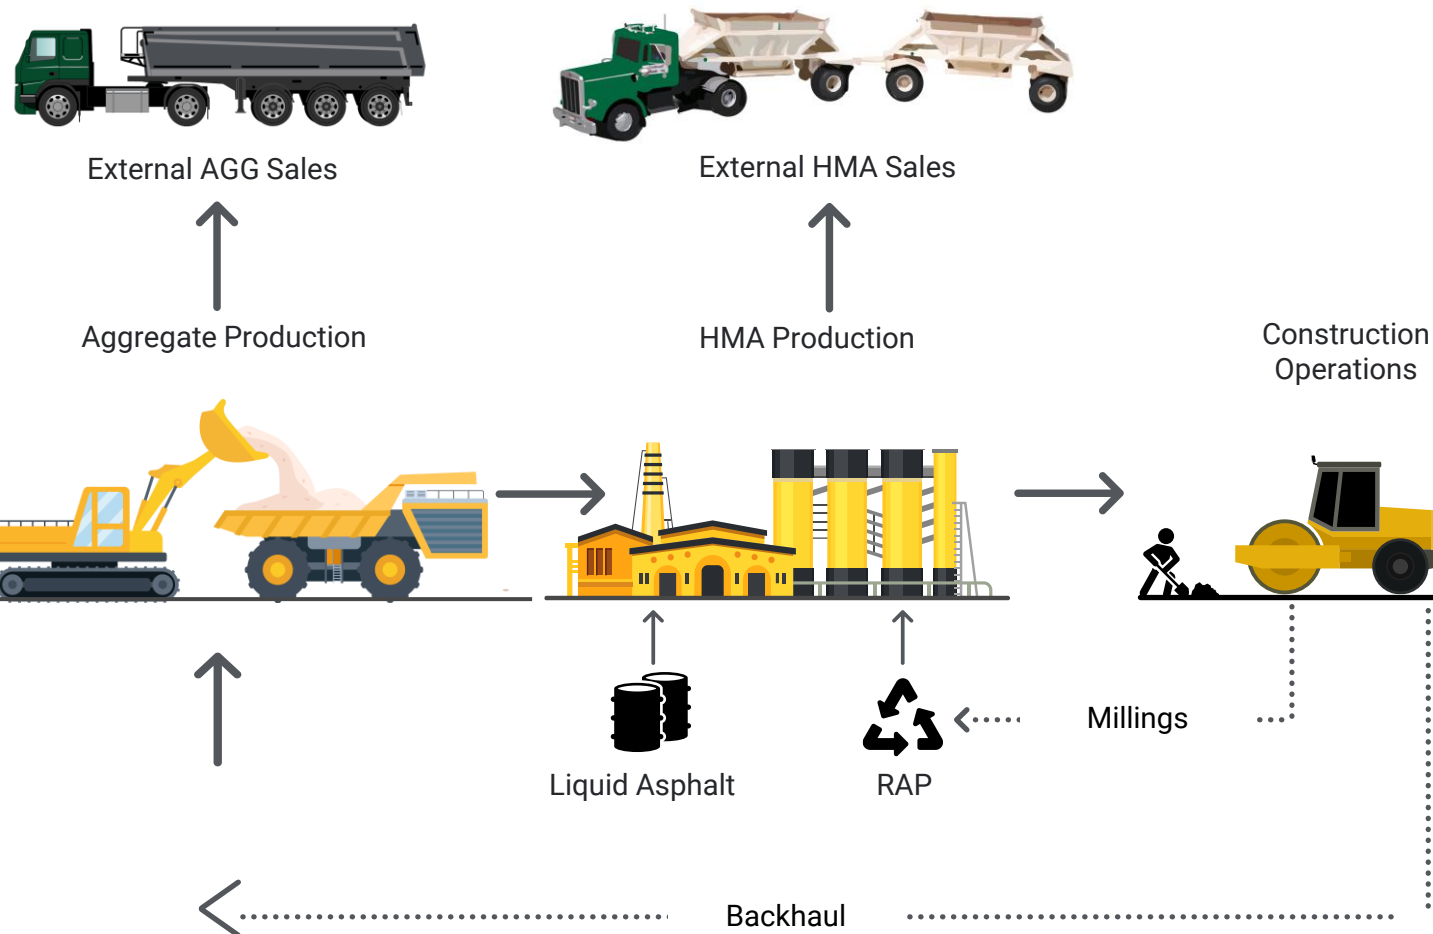 External AGG Sales
External HMA Sales
Aggregate Production
HMA Production
Construction
Operations
Millings
Liquid Asphalt
RAP
Backhaul